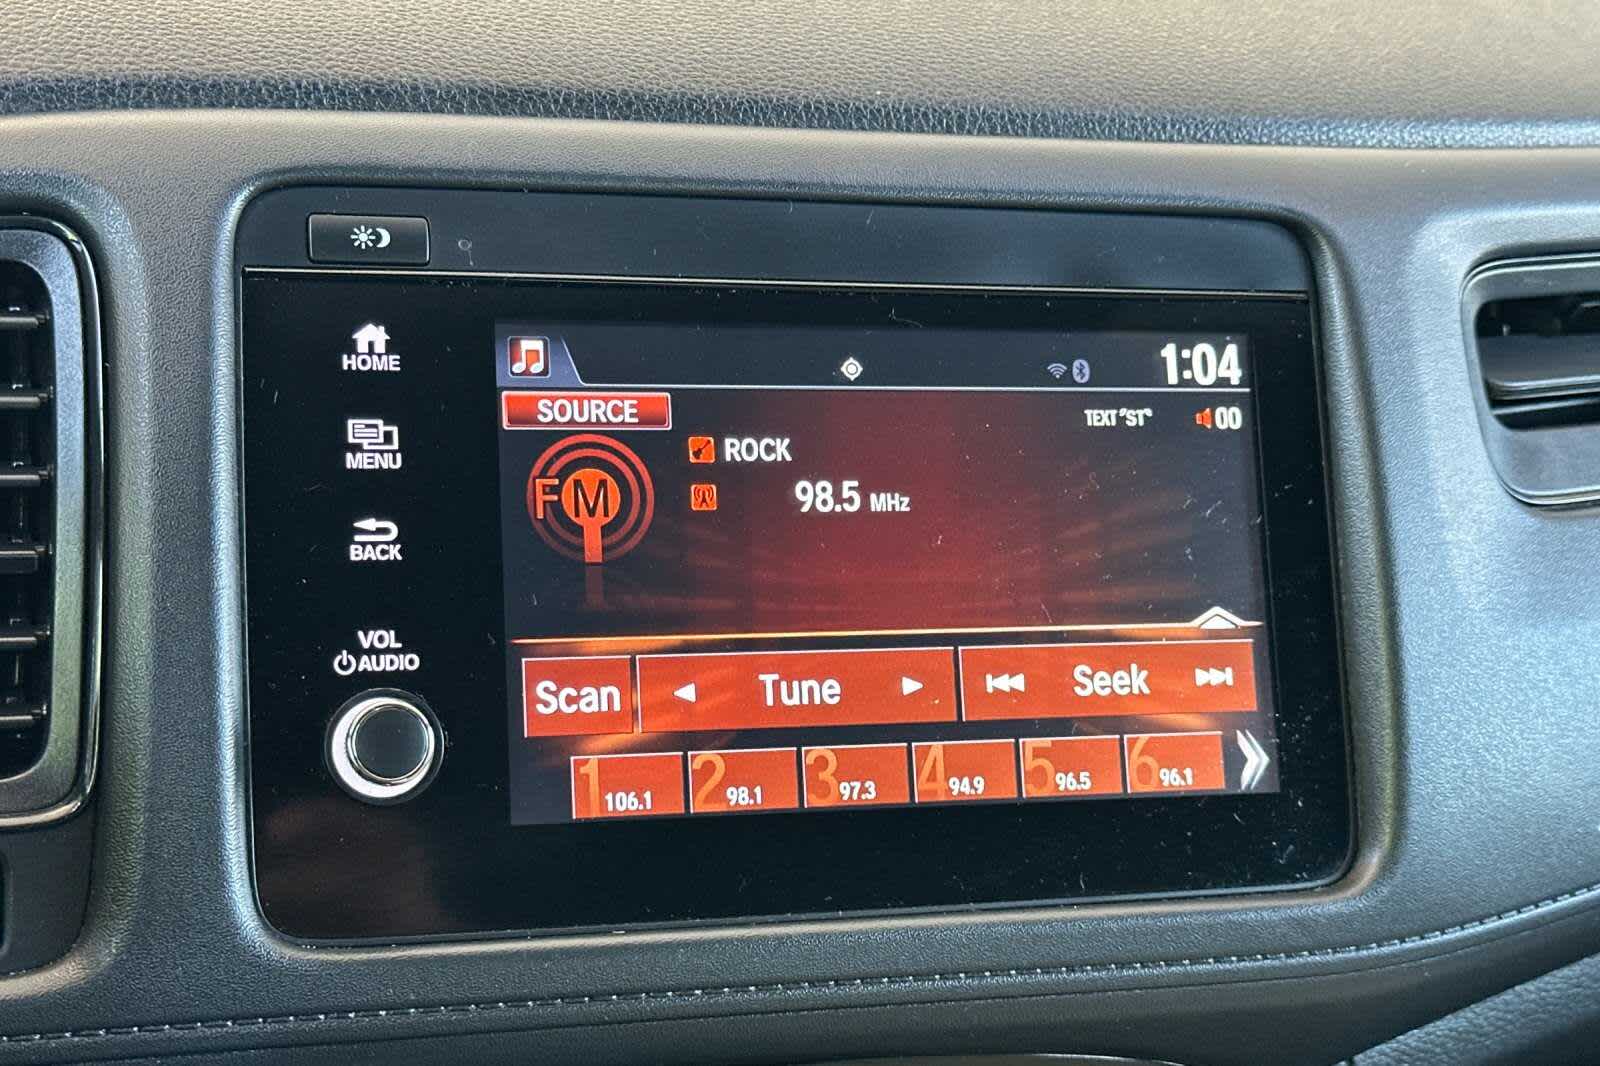 HOME
MENU
BACK
VOL
AUDIO
1:04
SOURCE
TEXT "ST"
00
FM
ROCK
98.5 MHz
Scan
Tune
Seek
1 106.1
2 98.1
3 97.3
4 94.9
5 96.5
6 96.1